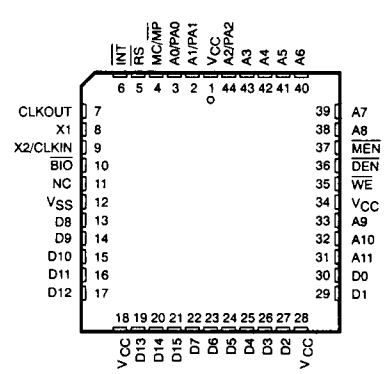 INT RS MC/MP A0/PA0 A1/PA1 VCC A2/PA2 A3 A4 A5 A6
6 5 4 3 2 1 44 43 42 41 40
CLKOUT 7 39 A7
X1 8 38 A8
X2/CLKIN 9 37 MEN
BIO 10 36 DEN
NC 11 35 WE
VSS 12 34 VCC
D8 13 33 A9
D9 14 32 A10
D10 15 31 A11
D11 16 30 D0
D12 17 29 D1
18 19 20 21 22 23 24 25 26 27 28
VCC D13 D14 D15 D7 D6 D5 D4 D3 D2 VCC